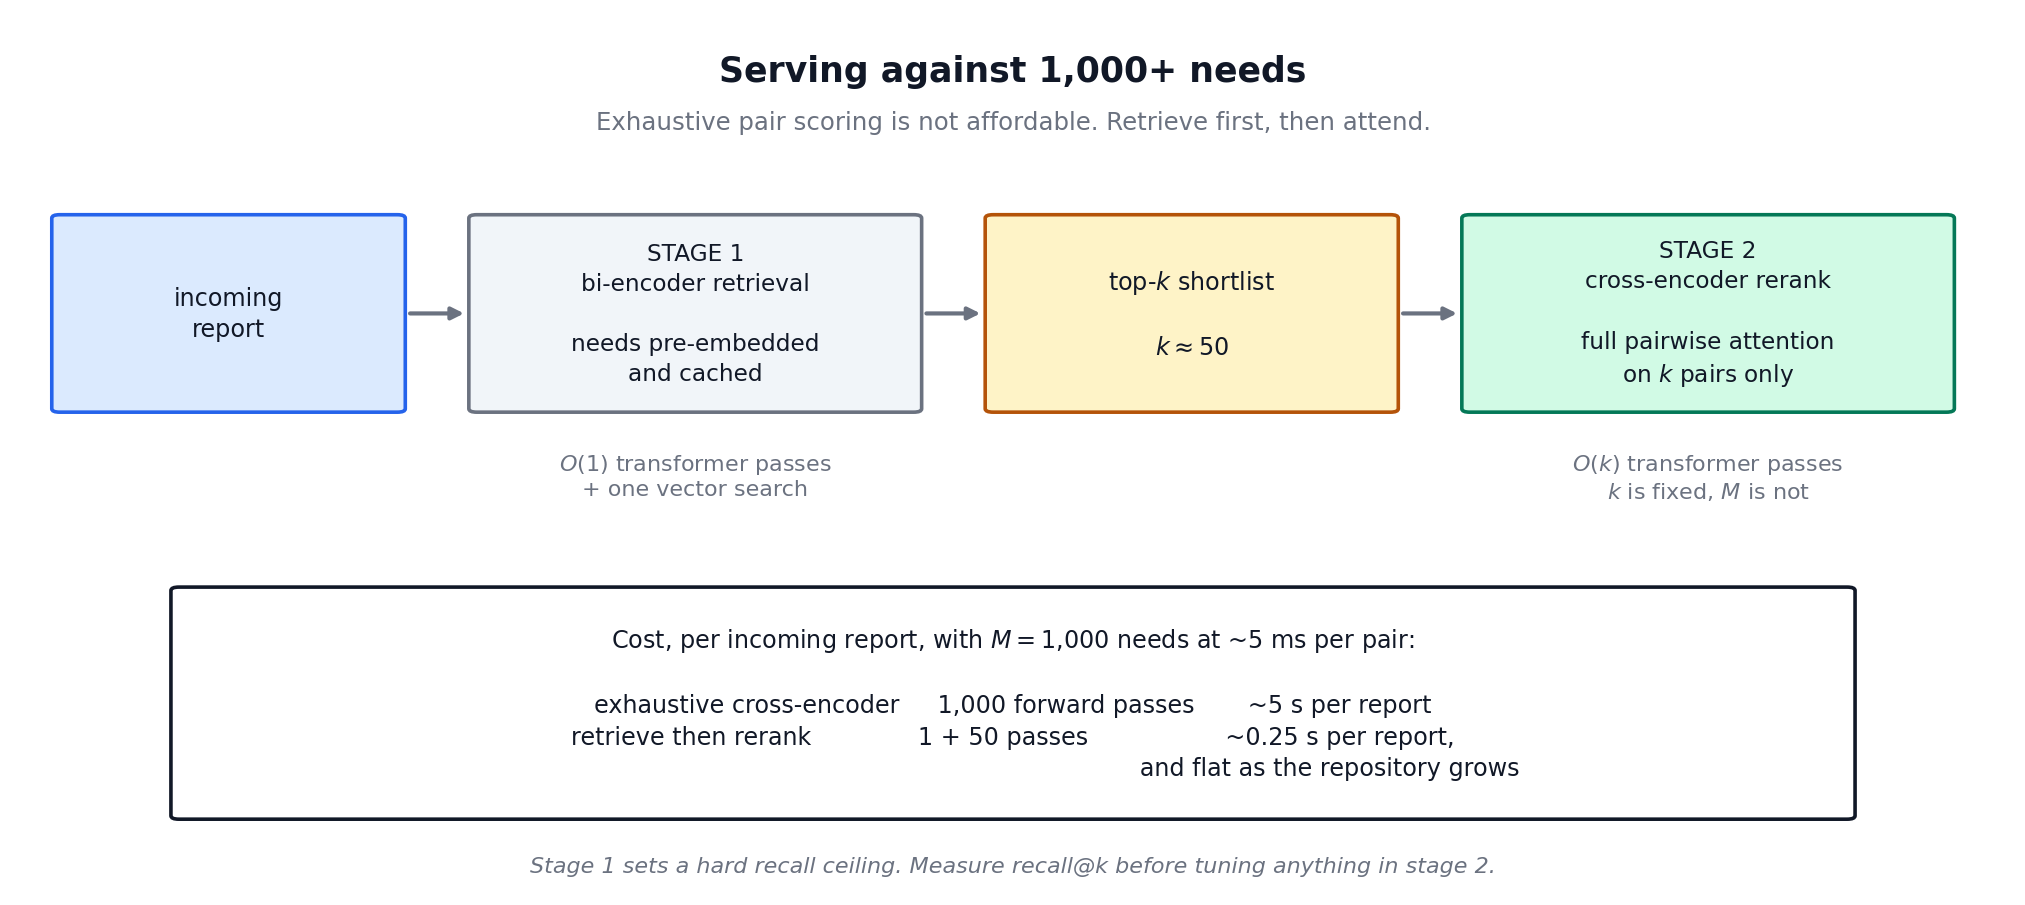 Serving against 1,000+ needs
Exhaustive pair scoring is not affordable. Retrieve first, then attend.
incoming
report
STAGE 1
bi-encoder retrieval
needs pre-embedded
and cached
top-k shortlist
k ≈ 50
STAGE 2
cross-encoder rerank
full pairwise attention
on k pairs only
O(1) transformer passes
+ one vector search
O(k) transformer passes
k is fixed, M is not
Cost, per incoming report, with M = 1,000 needs at ~5 ms per pair:
exhaustive cross-encoder 1,000 forward passes ~5 s per report
retrieve then rerank 1 + 50 passes ~0.25 s per report,
and flat as the repository grows
Stage 1 sets a hard recall ceiling. Measure recall@k before tuning anything in stage 2.